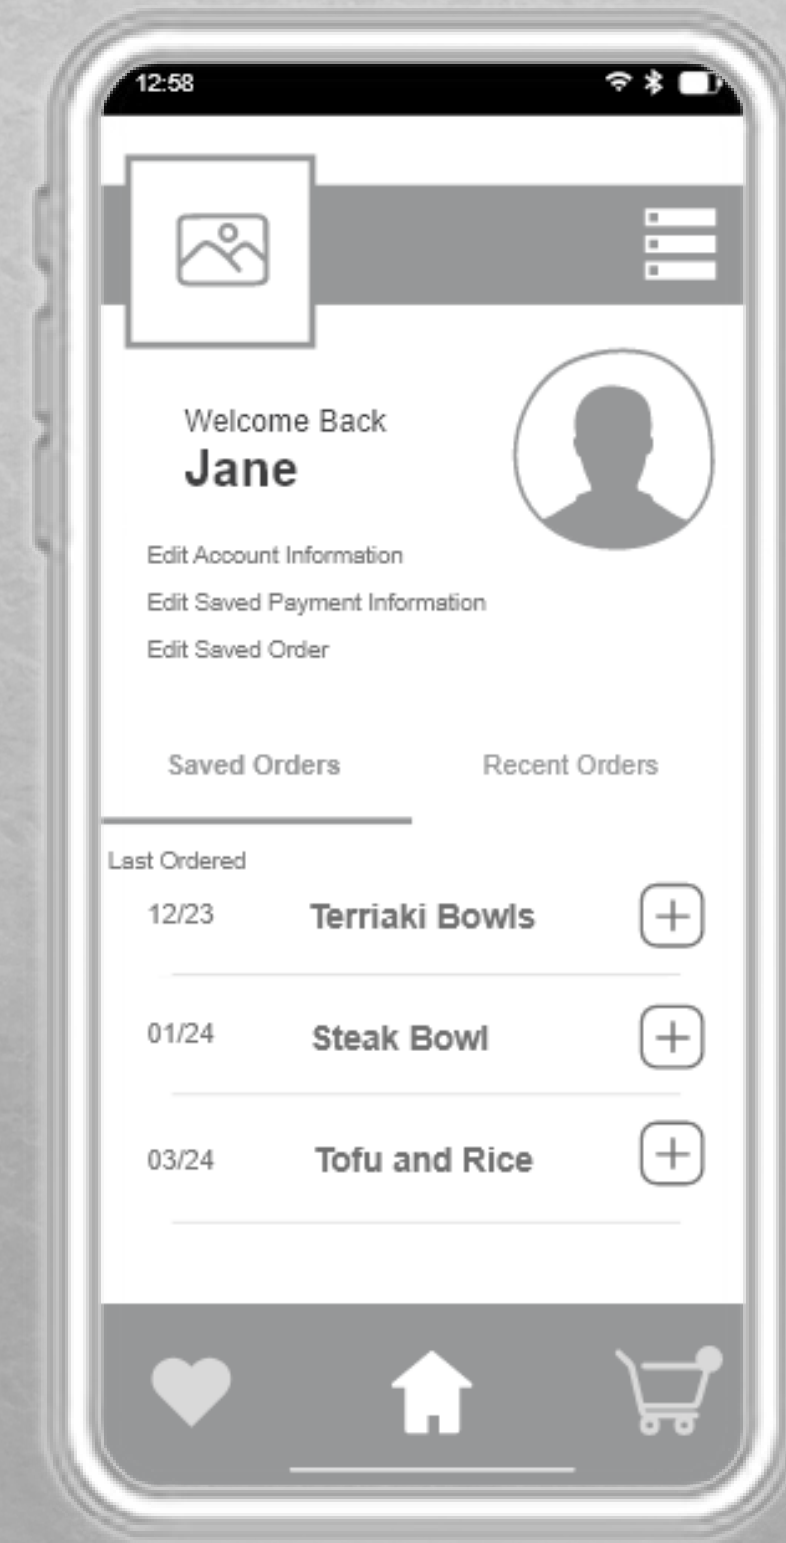 12:58
Welcome Back
Jane
Edit Account Information
Edit Saved Payment Information
Edit Saved Order
Saved Orders Recent Orders
Last Ordered
12/23 Terriaki Bowls
01/24 Steak Bowl
03/24 Tofu and Rice